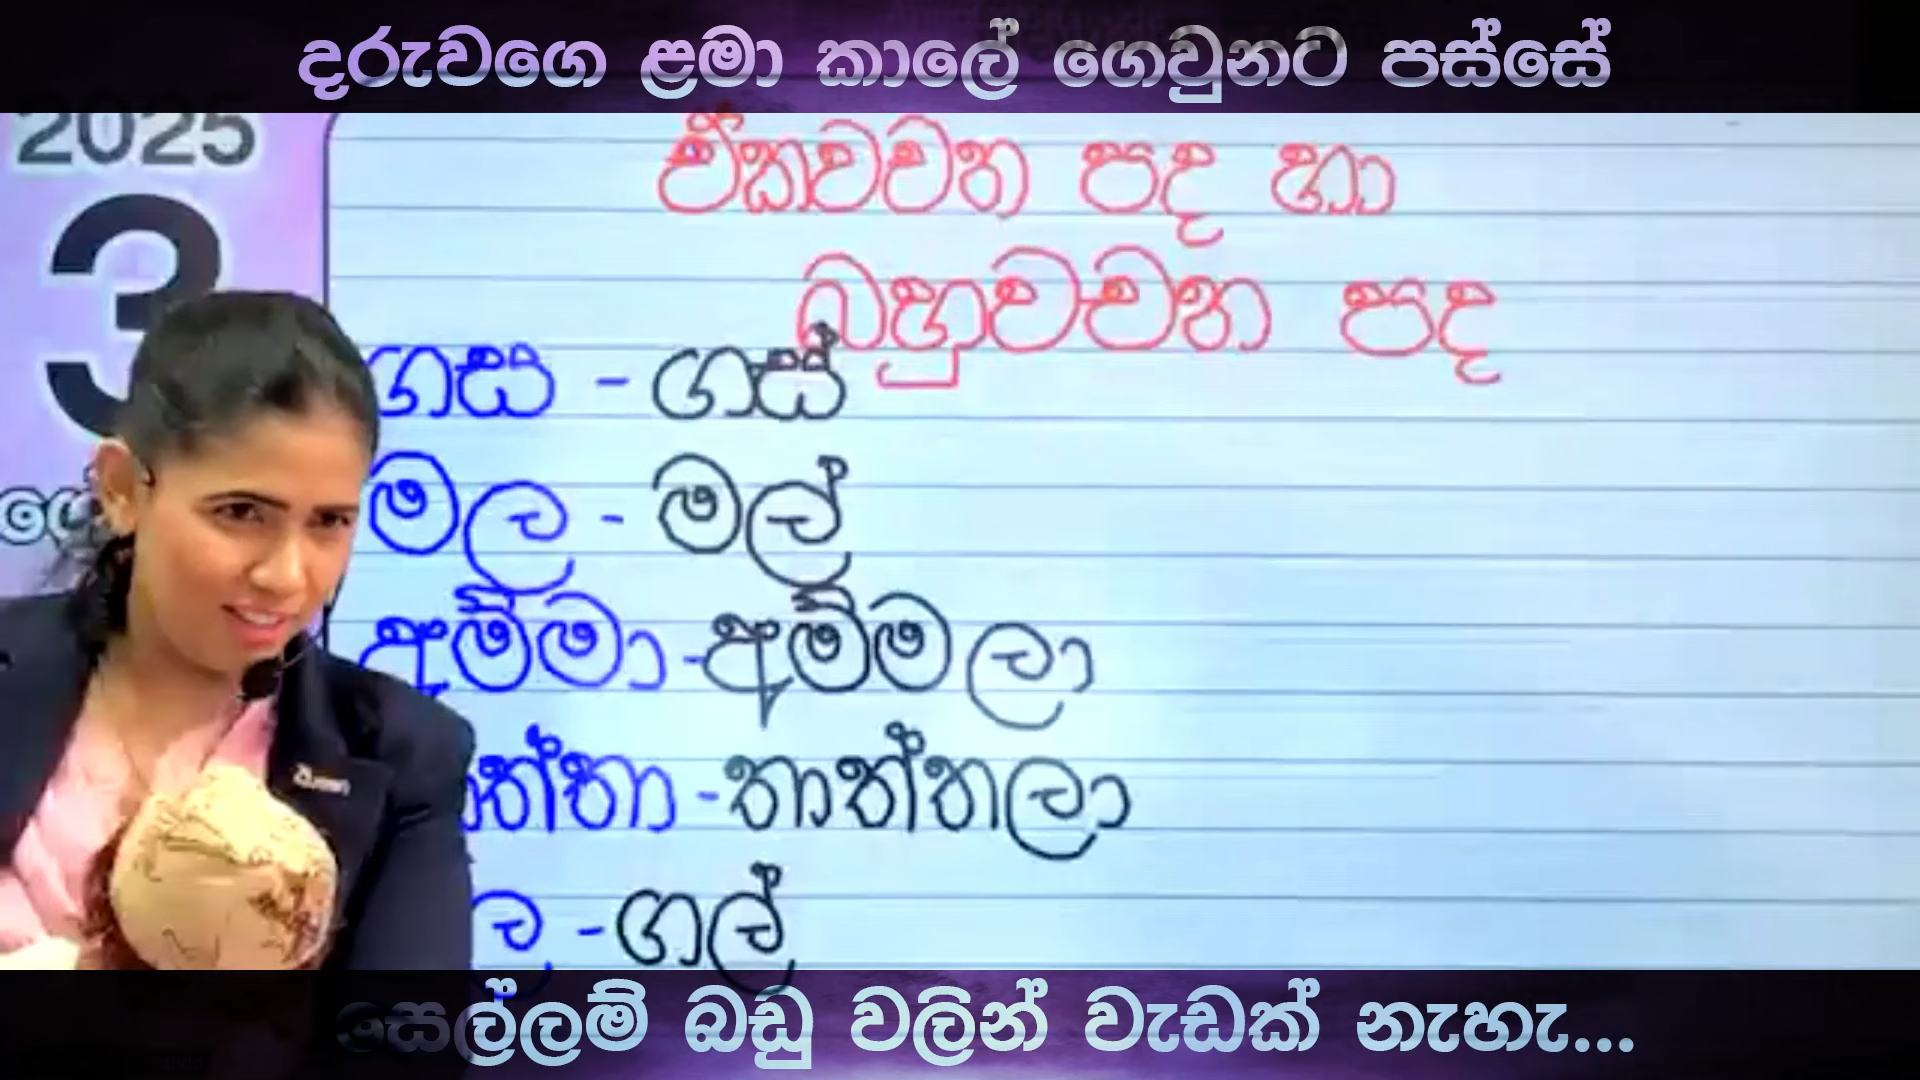 දරුවගෙ ළමා කාලේ ගෙවුනට පස්සේ
2025
3
ඒකවචන පද හා
බහුවචන පද
ගස - ගස්
මල - මල්
අම්මා - අම්මලා
- තාත්තලා
- ගල්
සෙල්ලම් බඩු වලින් වැඩක් නැහැ...